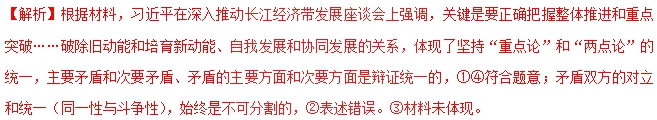 【解析】根据材料，习近平在深入推动长江经济带发展座谈会上强调，关键是要正确把握整体推进和重点
突破……破除旧动能和培育新动能、自我发展和协同发展的关系，体现了坚持“重点论”和“两点论”的
统一，主要矛盾和次要矛盾、矛盾的主要方面和次要方面是辩证统一的，①④符合题意；矛盾双方的对立
和统一（同一性与斗争性），始终是不可分割的，②表述错误。③材料未体现。